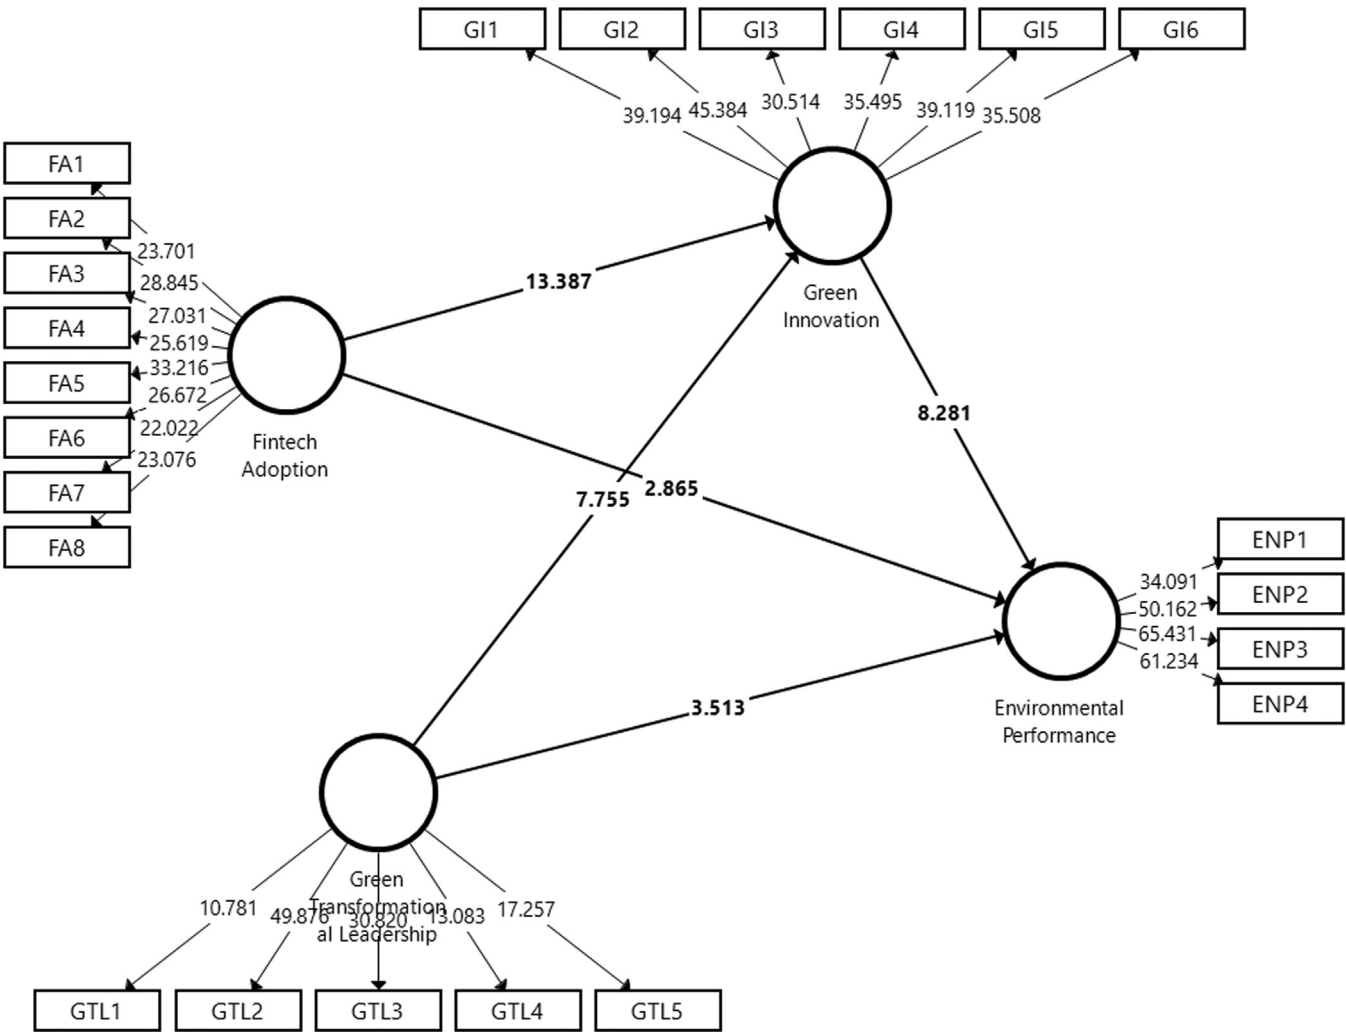 GI1 GI2 GI3 GI4 GI5 GI6
39.194 45.384 30.514 35.495 39.119 35.508
FA1
FA2
FA3
FA4
FA5
FA6
FA7
FA8
23.701
28.845
27.031
25.619
33.216
26.672
22.022
23.076
Fintech
Adoption
13.387
Green
Innovation
8.281
7.755
2.865
3.513
34.091
50.162
65.431
61.234
ENP1
ENP2
ENP3
ENP4
Environmental
Performance
Green
Transformation
al Leadership
10.781 49.876 30.820 13.083 17.257
GTL1 GTL2 GTL3 GTL4 GTL5